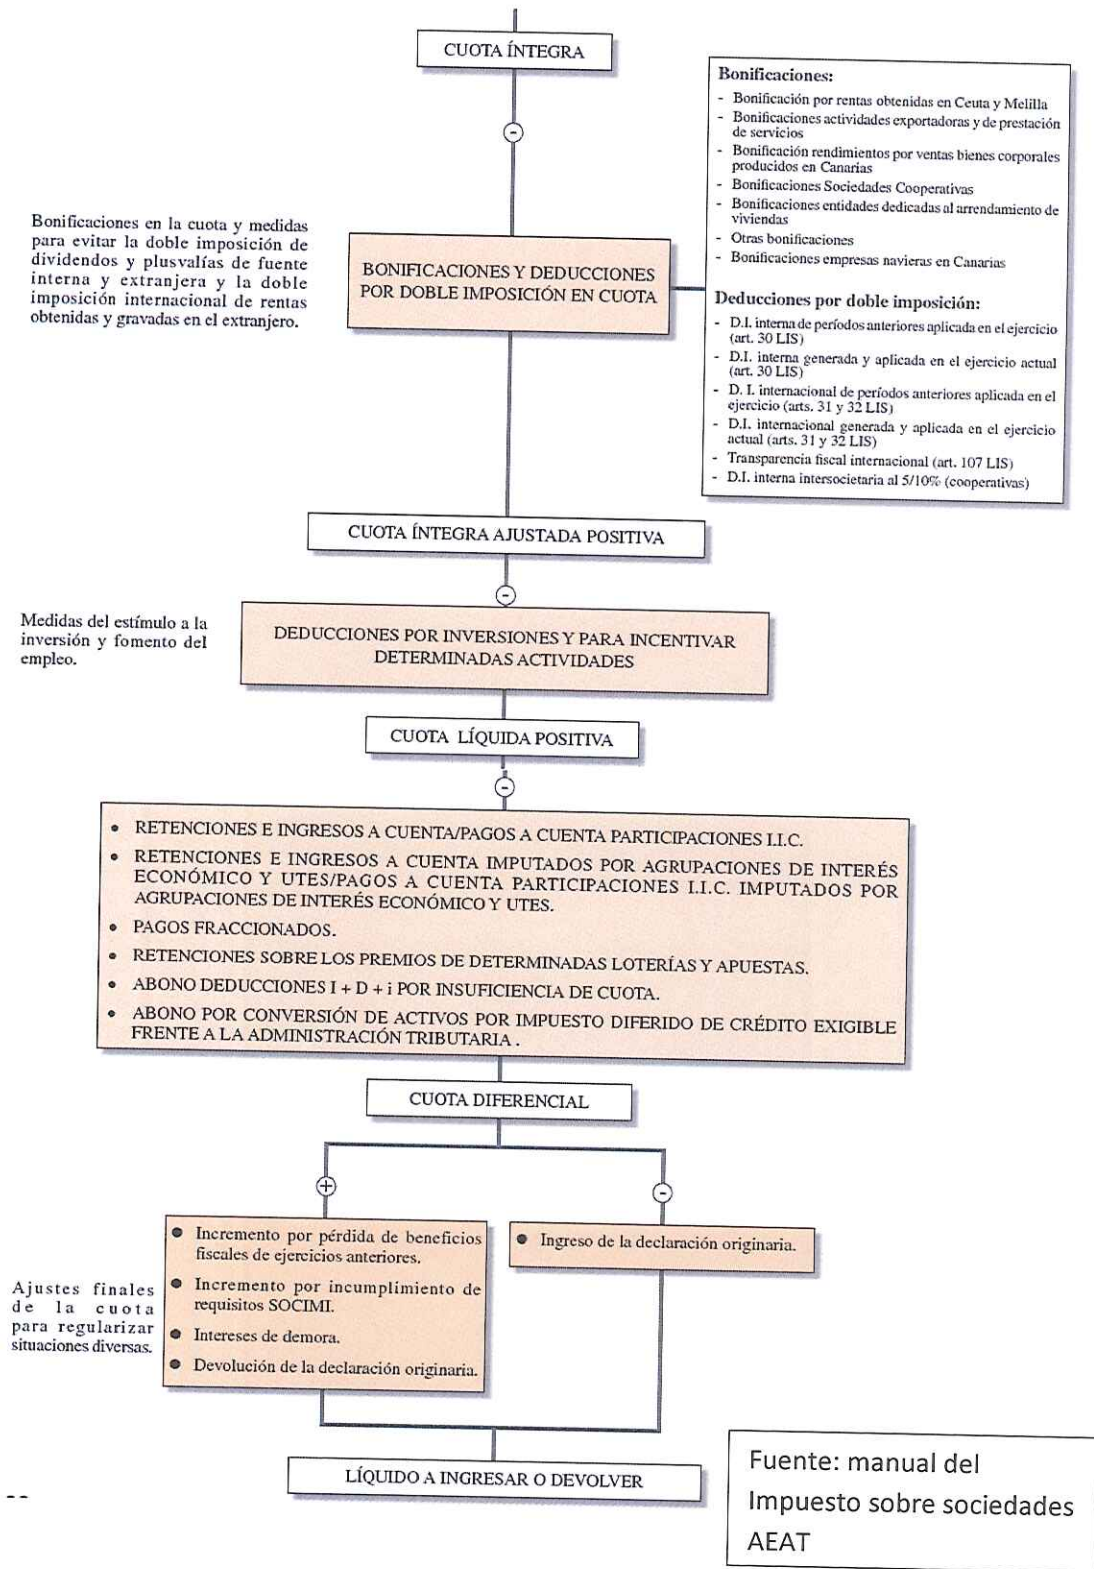 CUOTA ÍNTEGRA
-
Bonificaciones:
- Bonificación por rentas obtenidas en Ceuta y Melilla
- Bonificaciones actividades exportadoras y de prestación
de servicios
- Bonificación rendimientos por ventas bienes corporales
producidos en Canarias
- Bonificaciones Sociedades Cooperativas
- Bonificaciones entidades dedicadas al arrendamiento de
viviendas
- Otras bonificaciones
- Bonificaciones empresas navieras en Canarias
Deducciones por doble imposición:
- D.I. interna de períodos anteriores aplicada en el ejercicio
(art. 30 LIS)
- D.I. interna generada y aplicada en el ejercicio actual
(art. 30 LIS)
- D. I. internacional de períodos anteriores aplicada en el
ejercicio (arts. 31 y 32 LIS)
- D.I. internacional generada y aplicada en el ejercicio
actual (arts. 31 y 32 LIS)
- Transparencia fiscal internacional (art. 107 LIS)
- D.I. interna intersocietaria al 5/10% (cooperativas)
Bonificaciones en la cuota y medidas
para evitar la doble imposición de
dividendos y plusvalías de fuente
interna y extranjera y la doble
imposición internacional de rentas
obtenidas y gravadas en el extranjero.
BONIFICACIONES Y DEDUCCIONES
POR DOBLE IMPOSICIÓN EN CUOTA
CUOTA ÍNTEGRA AJUSTADA POSITIVA
-
Medidas del estímulo a la
inversión y fomento del
empleo.
DEDUCCIONES POR INVERSIONES Y PARA INCENTIVAR
DETERMINADAS ACTIVIDADES
CUOTA LÍQUIDA POSITIVA
-
• RETENCIONES E INGRESOS A CUENTA/PAGOS A CUENTA PARTICIPACIONES I.I.C.
• RETENCIONES E INGRESOS A CUENTA IMPUTADOS POR AGRUPACIONES DE INTERÉS
ECONÓMICO Y UTES/PAGOS A CUENTA PARTICIPACIONES I.I.C. IMPUTADOS POR
AGRUPACIONES DE INTERÉS ECONÓMICO Y UTES.
• PAGOS FRACCIONADOS.
• RETENCIONES SOBRE LOS PREMIOS DE DETERMINADAS LOTERÍAS Y APUESTAS.
• ABONO DEDUCCIONES I + D + i POR INSUFICIENCIA DE CUOTA.
• ABONO POR CONVERSIÓN DE ACTIVOS POR IMPUESTO DIFERIDO DE CRÉDITO EXIGIBLE
FRENTE A LA ADMINISTRACIÓN TRIBUTARIA .
CUOTA DIFERENCIAL
+
-
Ajustes finales
de la cuota
para regularizar
situaciones diversas.
• Incremento por pérdida de beneficios
fiscales de ejercicios anteriores.
• Incremento por incumplimiento de
requisitos SOCIMI.
• Intereses de demora.
• Devolución de la declaración originaria.
• Ingreso de la declaración originaria.
LÍQUIDO A INGRESAR O DEVOLVER
Fuente: manual del
Impuesto sobre sociedades
AEAT